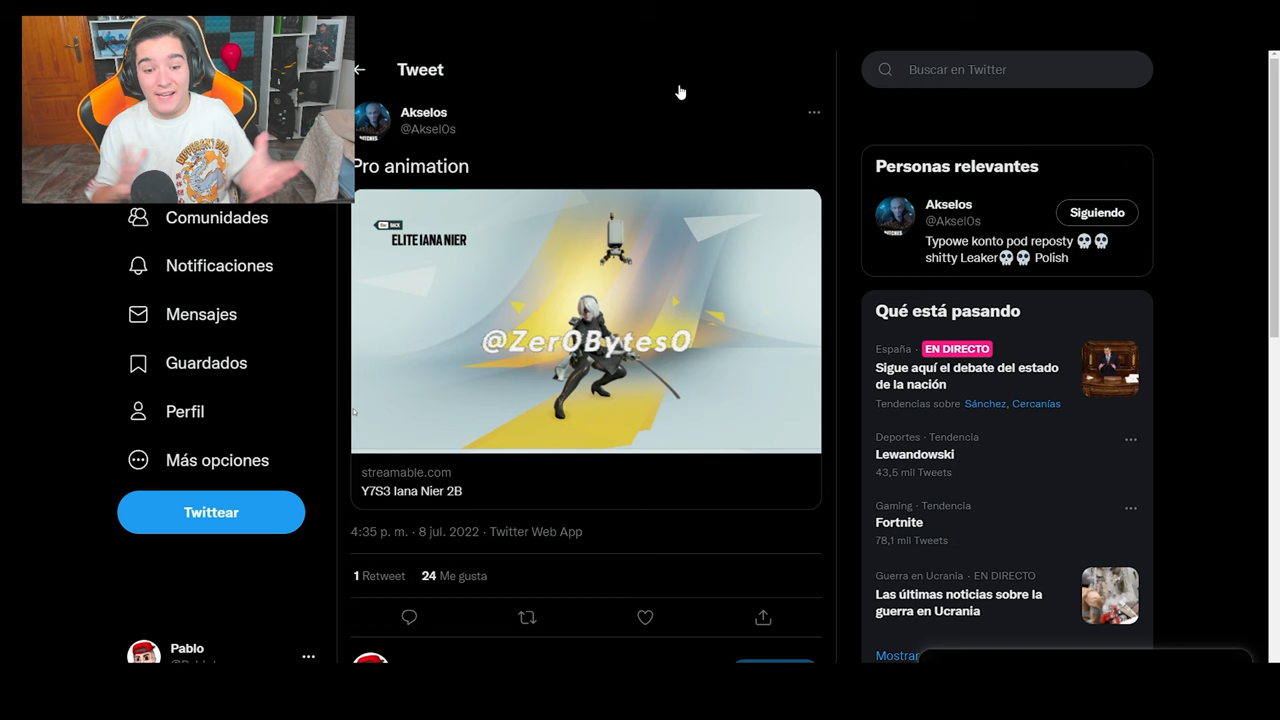 Tweet
Akselos
@Aksel0s
Pro animation
BACK
ELITE IANA NIER
@Zer0Bytes0
streamable.com
Y7S3 Iana Nier 2B
4:35 p. m. · 8 jul. 2022 · Twitter Web App
1 Retweet 24 Me gusta
Comunidades
Notificaciones
Mensajes
Guardados
Perfil
Más opciones
Twittear
Pablo
Buscar en Twitter
Personas relevantes
Akselos
@Aksel0s
Siguiendo
Typowe konto pod reposty 💀💀
shitty Leaker💀💀 Polish
Qué está pasando
España · EN DIRECTO
Sigue aquí el debate del estado
de la nación
Tendencias sobre Sánchez, Cercanías
Deportes · Tendencia
Lewandowski
43,5 mil Tweets
Gaming · Tendencia
Fortnite
78,1 mil Tweets
Guerra en Ucrania · EN DIRECTO
Las últimas noticias sobre la
guerra en Ucrania
Mostrar